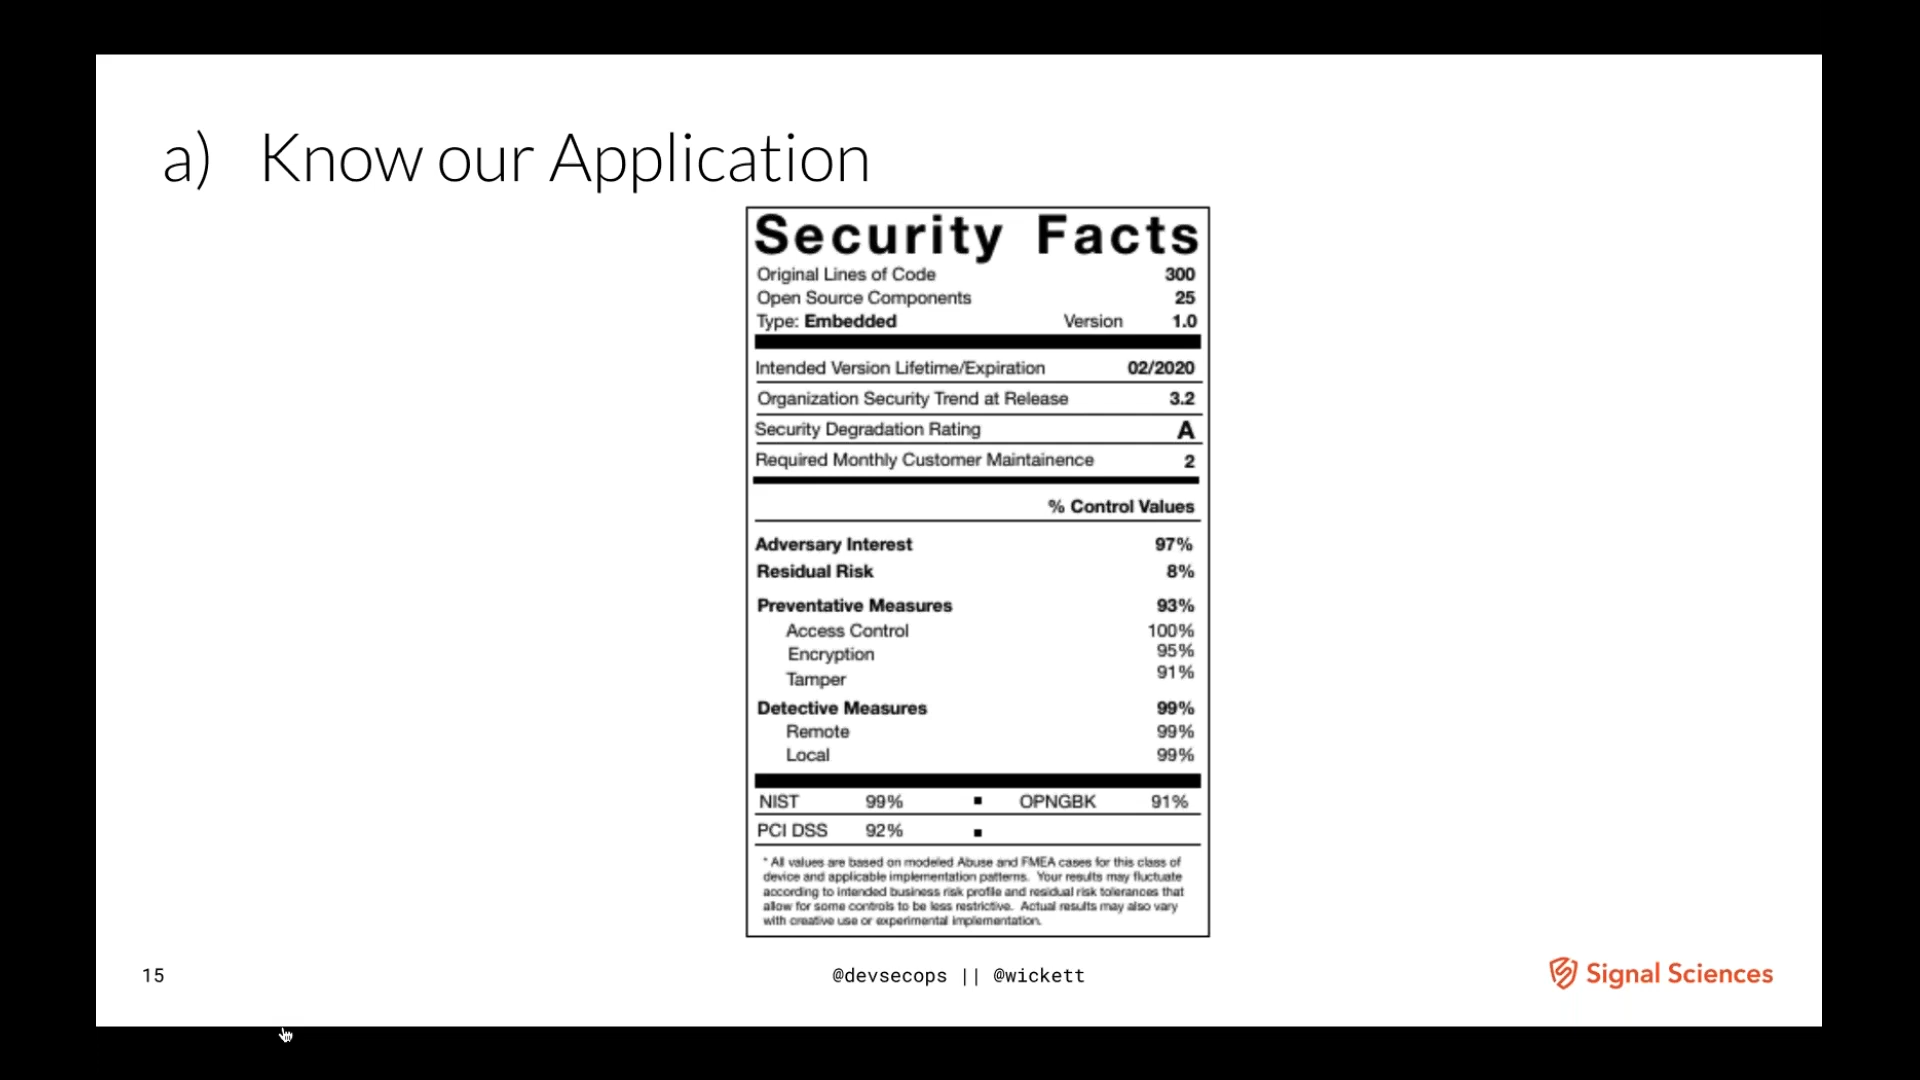 a) Know our Application
Security Facts
Original Lines of Code 300
Open Source Components 25
Type: Embedded Version 1.0
Intended Version Lifetime/Expiration 02/2020
Organization Security Trend at Release 3.2
Security Degradation Rating A
Required Monthly Customer Maintainence 2
% Control Values
Adversary Interest 97%
Residual Risk 8%
Preventative Measures 93%
Access Control 100%
Encryption 95%
Tamper 91%
Detective Measures 99%
Remote 99%
Local 99%
NIST 99% ▪ OPNGBK 91%
PCI DSS 92% ▪
* All values are based on modeled Abuse and FMEA cases for this class of
device and applicable implementation patterns. Your results may fluctuate
according to intended business risk profile and residual risk tolerances that
allow for some controls to be less restrictive. Actual results may also vary
with creative use or experimental implementation.
15 @devsecops || @wickett Signal Sciences